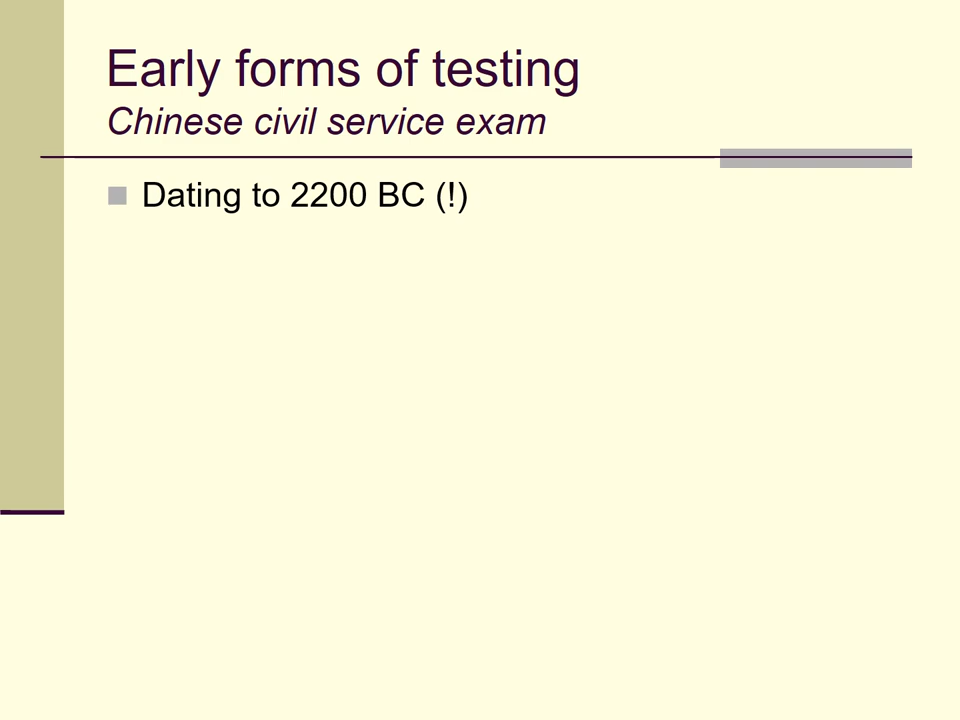 Early forms of testing
Chinese civil service exam
Dating to 2200 BC (!)